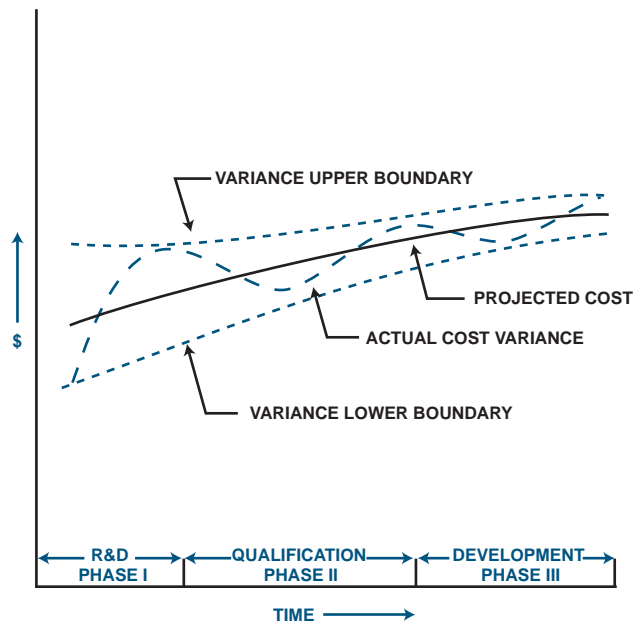 VARIANCE UPPER BOUNDARY
$
PROJECTED COST
ACTUAL COST VARIANCE
VARIANCE LOWER BOUNDARY
R&D
PHASE I
QUALIFICATION
PHASE II
DEVELOPMENT
PHASE III
TIME